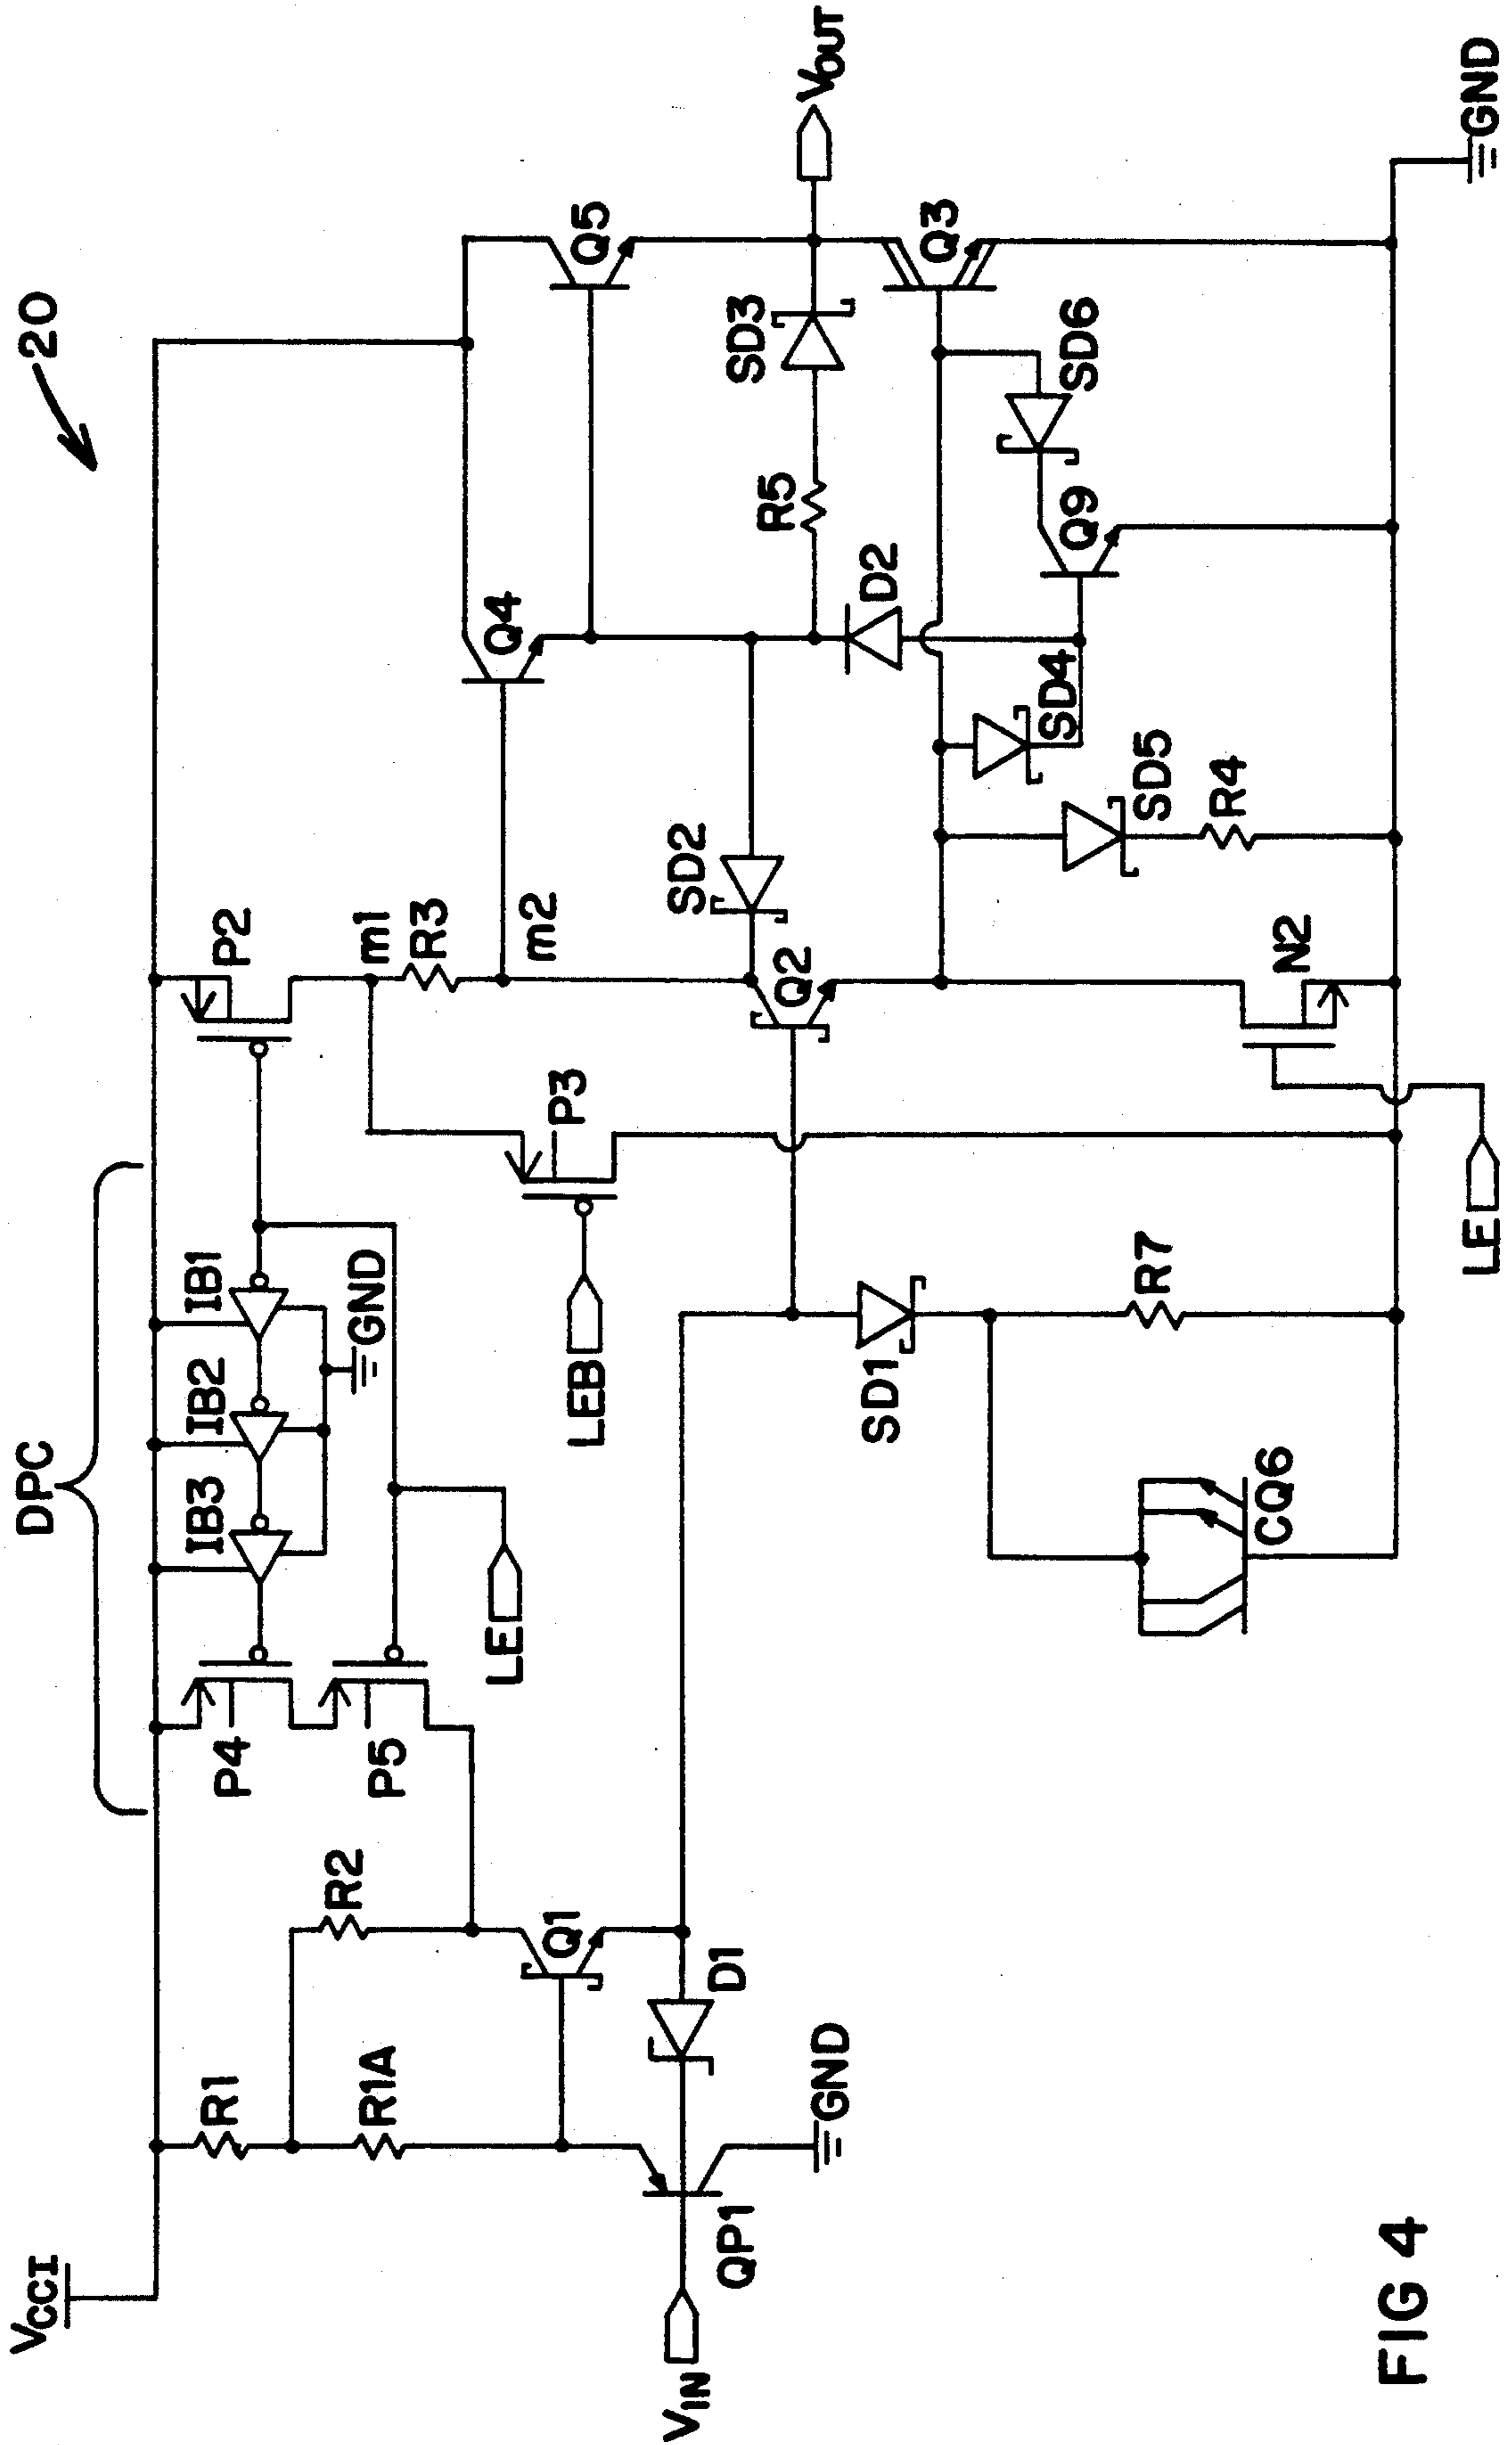 20
DPC
VCCI
R1
R2
R1A
P4
P5
IB3
IB2
IB1
GND
P2
m1
R3
m2
LE
LEB
P3
Q4
Q5
Q1
D1
VIN
QP1
GND
SD2
Q2
R5
SD3
VOUT
D2
Q3
SD4
Q9
SD6
SD5
R4
SD1
R7
N2
CQ6
LE
GND
FIG 4